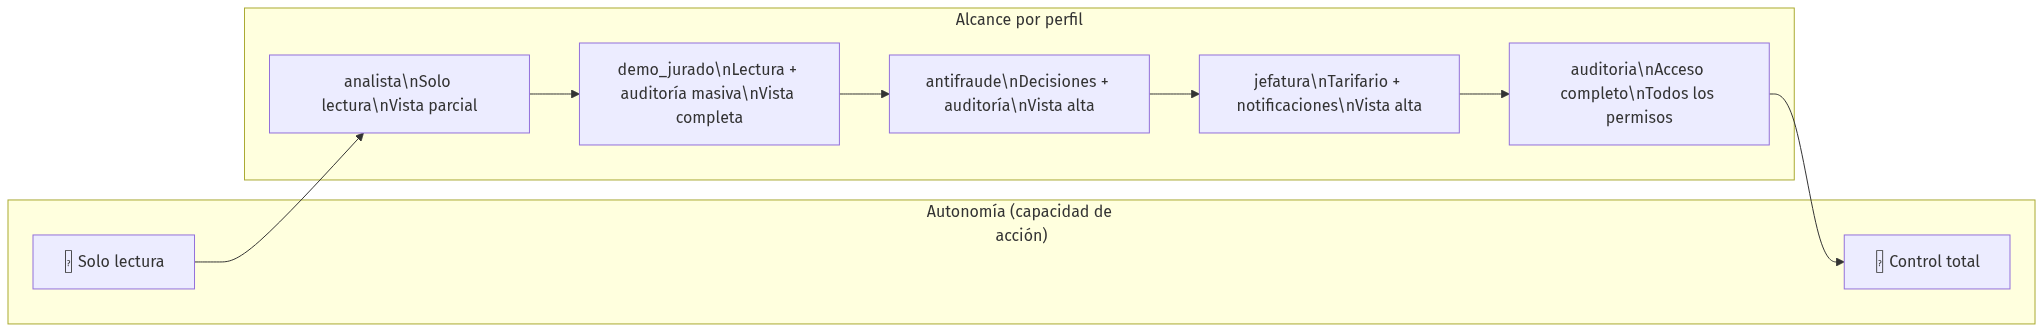 Alcance por perfil
analista\nSolo
lectura\nVista parcial
demo_jurado\nLectura +
auditoría masiva\nVista
completa
antifraude\nDecisiones +
auditoría\nVista alta
jefatura\nTarifario +
notificaciones\nVista alta
auditoria\nAcceso
completo\nTodos los
permisos
Autonomía (capacidad de
acción)
Solo lectura
Control total